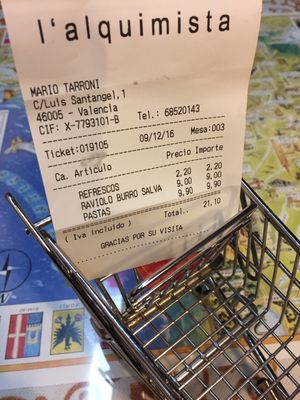 l'alquimista
MARIO TARRONI
C/Luis Santangel,1
46005 - Valencia
CIF: X-7793101-B Tel.: 68520143
Ticket:019105 09/12/16 Mesa:003
Ca. Articulo Precio Importe
REFRESCOS 2,20 2,20
RAVIOLO BURRO SALVA 9,00 9,00
PASTAS 9,90 9,90
( Iva incluido ) Total.. 21,10
GRACIAS POR SU VISITA